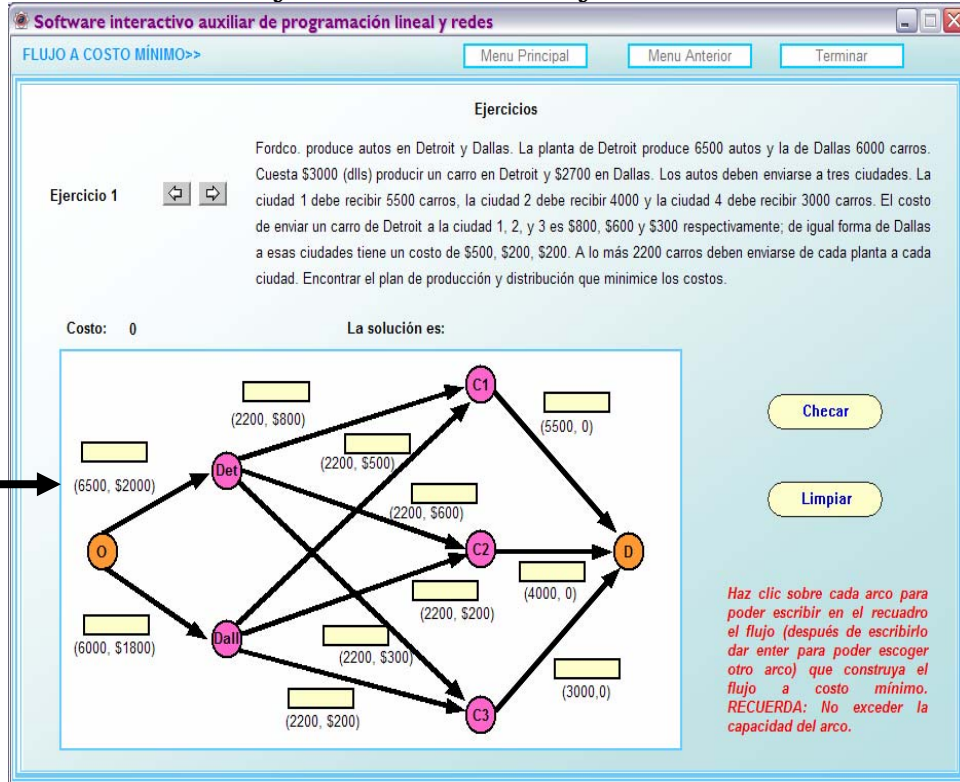 Software interactivo auxiliar de programación lineal y redes
FLUJO A COSTO MÍNIMO>>
Menu Principal
Menu Anterior
Terminar
Ejercicios
Ejercicio 1
Fordco. produce autos en Detroit y Dallas. La planta de Detroit produce 6500 autos y la de Dallas 6000 carros.
Cuesta $3000 (dlls) producir un carro en Detroit y $2700 en Dallas. Los autos deben enviarse a tres ciudades. La
ciudad 1 debe recibir 5500 carros, la ciudad 2 debe recibir 4000 y la ciudad 4 debe recibir 3000 carros. El costo
de enviar un carro de Detroit a la ciudad 1, 2, y 3 es $800, $600 y $300 respectivamente; de igual forma de Dallas
a esas ciudades tiene un costo de $500, $200, $200. A lo más 2200 carros deben enviarse de cada planta a cada
ciudad. Encontrar el plan de producción y distribución que minimice los costos.
Costo: 0
La solución es:
C1
(2200, $800)
(5500, 0)
(2200, $500)
Det
(6500, $2000)
(2200, $600)
O
C2
D
(4000, 0)
(2200, $200)
Dall
(6000, $1800)
(2200, $300)
(3000,0)
(2200, $200)
C3
Checar
Limpiar
Haz clic sobre cada arco para
poder escribir en el recuadro
el flujo (después de escribirlo
dar enter para poder escoger
otro arco) que construya el
flujo a costo mínimo.
RECUERDA: No exceder la
capacidad del arco.